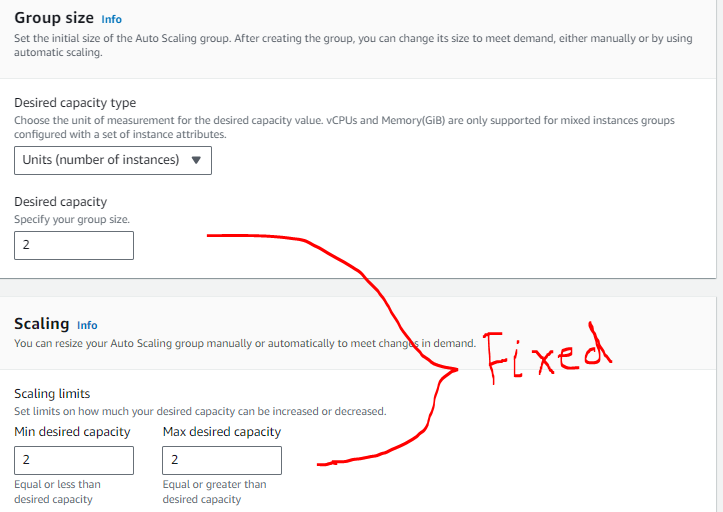 Group size Info
Set the initial size of the Auto Scaling group. After creating the group, you can change its size to meet demand, either manually or by using
automatic scaling.
Desired capacity type
Choose the unit of measurement for the desired capacity value. vCPUs and Memory(GiB) are only supported for mixed instances groups
configured with a set of instance attributes.
Units (number of instances)
Desired capacity
Specify your group size.
2
Scaling Info
You can resize your Auto Scaling group manually or automatically to meet changes in demand.
Fixed
Scaling limits
Set limits on how much your desired capacity can be increased or decreased.
Min desired capacity Max desired capacity
2 2
Equal or less than Equal or greater than
desired capacity desired capacity